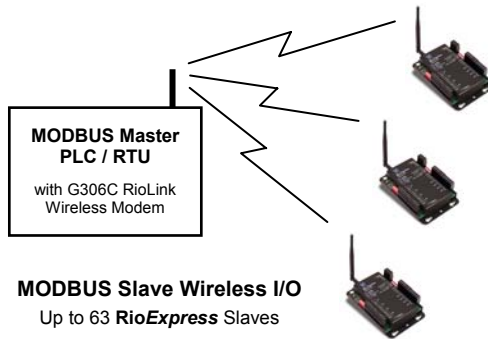 MODBUS Master
PLC / RTU
with G306C RioLink
Wireless Modem
MODBUS Slave Wireless I/O
Up to 63 RioExpress Slaves